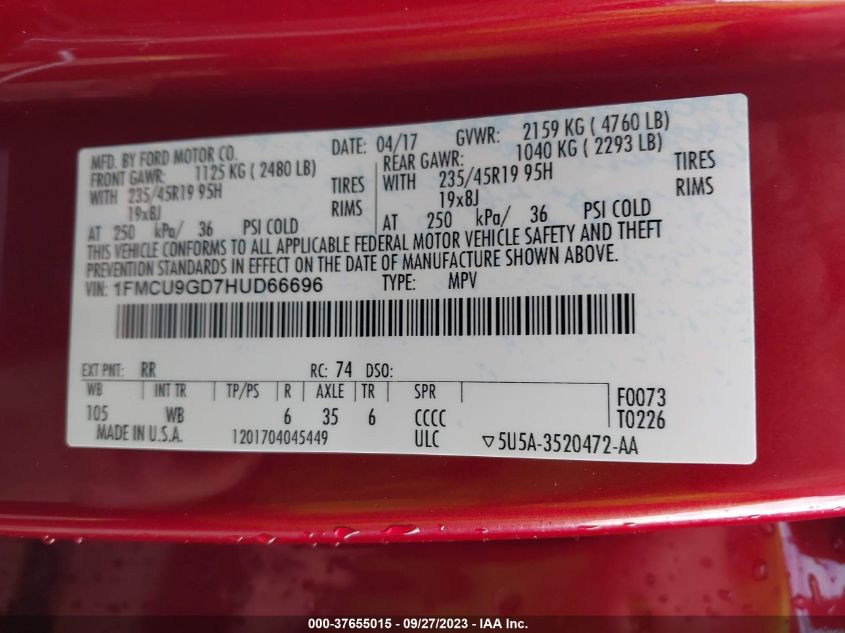 MFD. BY FORD MOTOR CO. DATE: 04/17 GVWR: 2159 KG ( 4760 LB)
FRONT GAWR: 1125 KG ( 2480 LB) REAR GAWR: 1040 KG ( 2293 LB)
WITH 235/45R19 95H TIRES WITH 235/45R19 95H TIRES
19x8J RIMS 19x8J RIMS
AT 250 kPa/ 36 PSI COLD AT 250 kPa/ 36 PSI COLD
THIS VEHICLE CONFORMS TO ALL APPLICABLE FEDERAL MOTOR VEHICLE SAFETY AND THEFT
PREVENTION STANDARDS IN EFFECT ON THE DATE OF MANUFACTURE SHOWN ABOVE.
VIN: 1FMCU9GD7HUD66696 TYPE: MPV
EXT PNT: RR RC: 74 DSO:
WB INT TR TP/PS R AXLE TR SPR F0073
105 WB 6 35 6 CCCC T0226
MADE IN U.S.A. 1201704045449 ULC ▽5U5A-3520472-AA
000-37655015 - 09/27/2023 - IAA Inc.